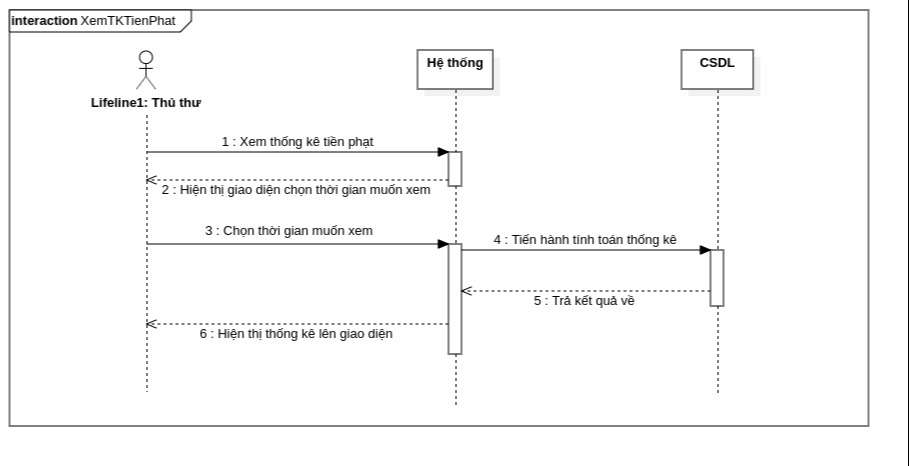 interaction XemTKTienPhat
Hệ thống
CSDL
Lifeline1: Thủ thư
1 : Xem thống kê tiền phạt
2 : Hiện thị giao diện chọn thời gian muốn xem
3 : Chọn thời gian muốn xem
4 : Tiến hành tính toán thống kê
5 : Trả kết quả về
6 : Hiện thị thống kê lên giao diện